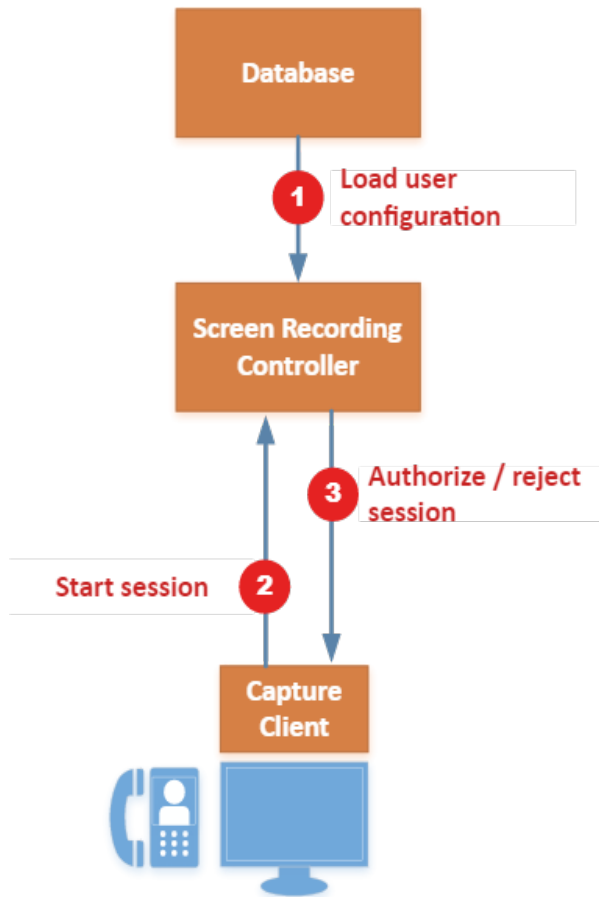 Database
1
Load user
configuration
Screen Recording
Controller
3
Authorize / reject
session
Start session
2
Capture
Client